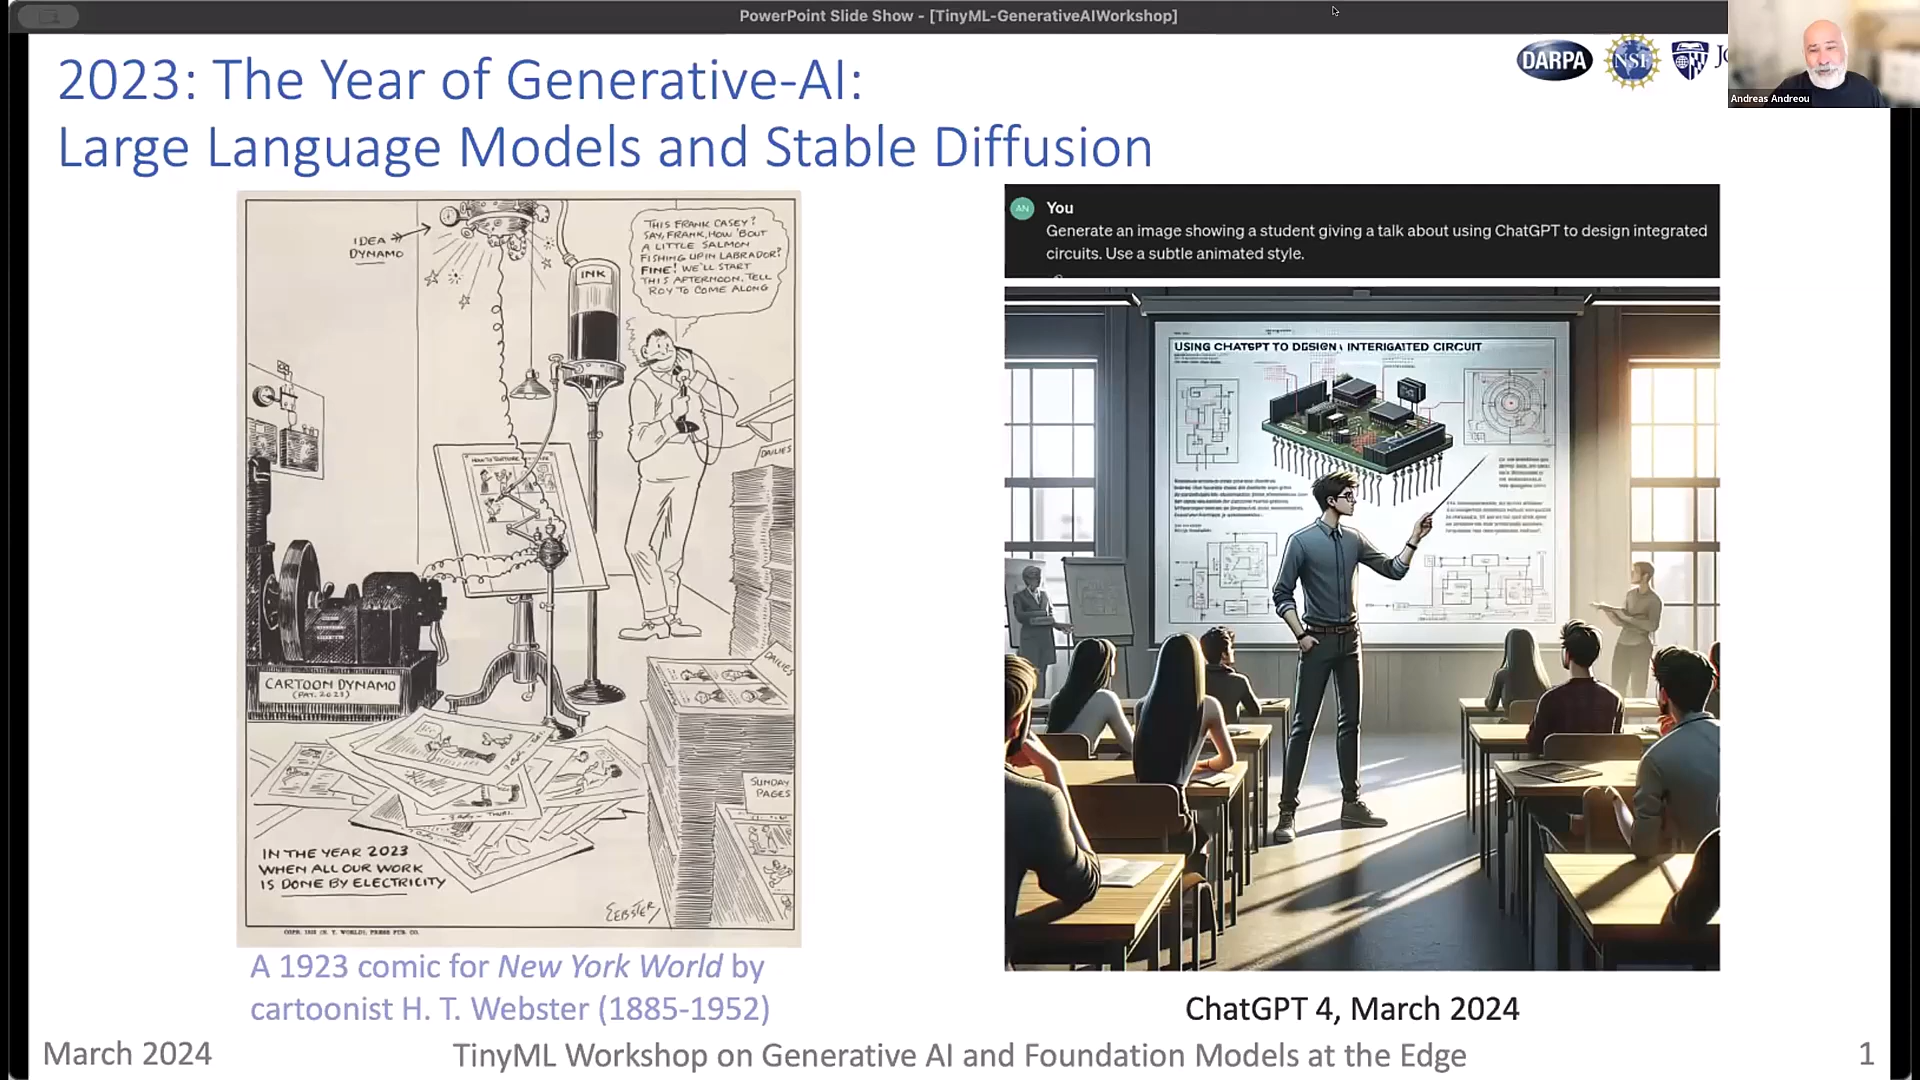 PowerPoint Slide Show - [TinyML-GenerativeAIWorkshop]
2023: The Year of Generative-AI:
Large Language Models and Stable Diffusion
DARPA
NSF
Andreas Andreou
IDEA
DYNAMO
INK
THIS FRANK CASEY?
SAY, FRANK, HOW 'BOUT
A LITTLE SALMON
FISHING UP IN LABRADOR?
FINE! WE'LL START
THIS AFTERNOON. TELL
ROY TO COME ALONG
DAILIES
DAILIES
CARTOON DYNAMO
(PAT. 2023)
SUNDAY
PAGES
IN THE YEAR 2023
WHEN ALL OUR WORK
IS DONE BY ELECTRICITY
WEBSTER
A 1923 comic for New York World by
cartoonist H. T. Webster (1885-1952)
AN
You
Generate an image showing a student giving a talk about using ChatGPT to design integrated
circuits. Use a subtle animated style.
ChatGPT 4, March 2024
March 2024
TinyML Workshop on Generative AI and Foundation Models at the Edge
1